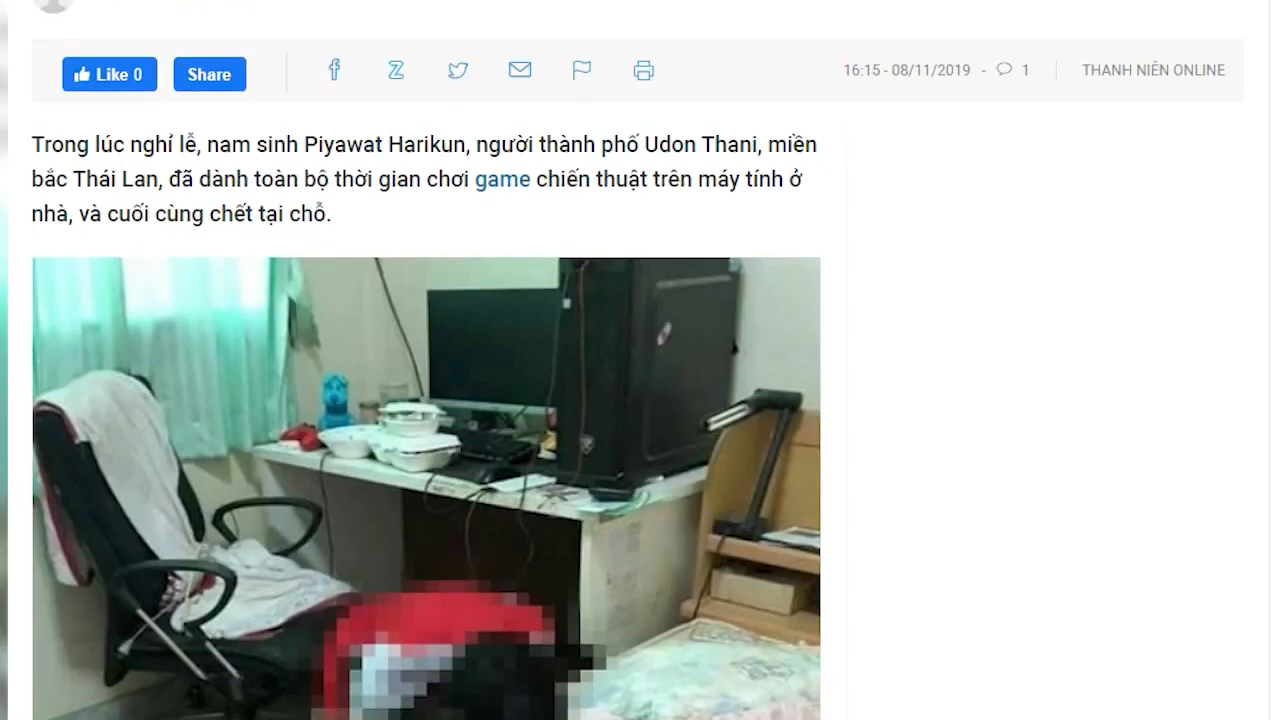 Like 0
Share
16:15 - 08/11/2019 - 1
THANH NIÊN ONLINE
Trong lúc nghỉ lễ, nam sinh Piyawat Harikun, người thành phố Udon Thani, miền
bắc Thái Lan, đã dành toàn bộ thời gian chơi game chiến thuật trên máy tính ở
nhà, và cuối cùng chết tại chỗ.